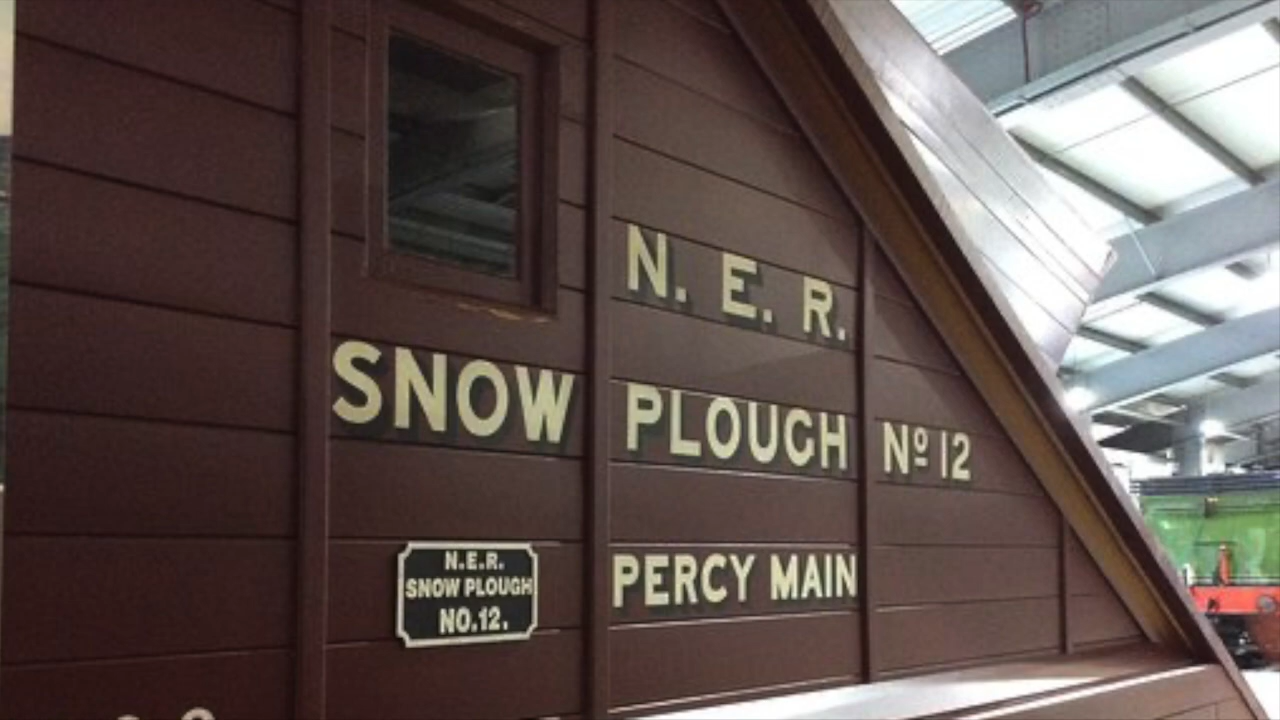 N. E. R.
SNOW PLOUGH Nº 12
PERCY MAIN
N.E.R.
SNOW PLOUGH
NO.12.